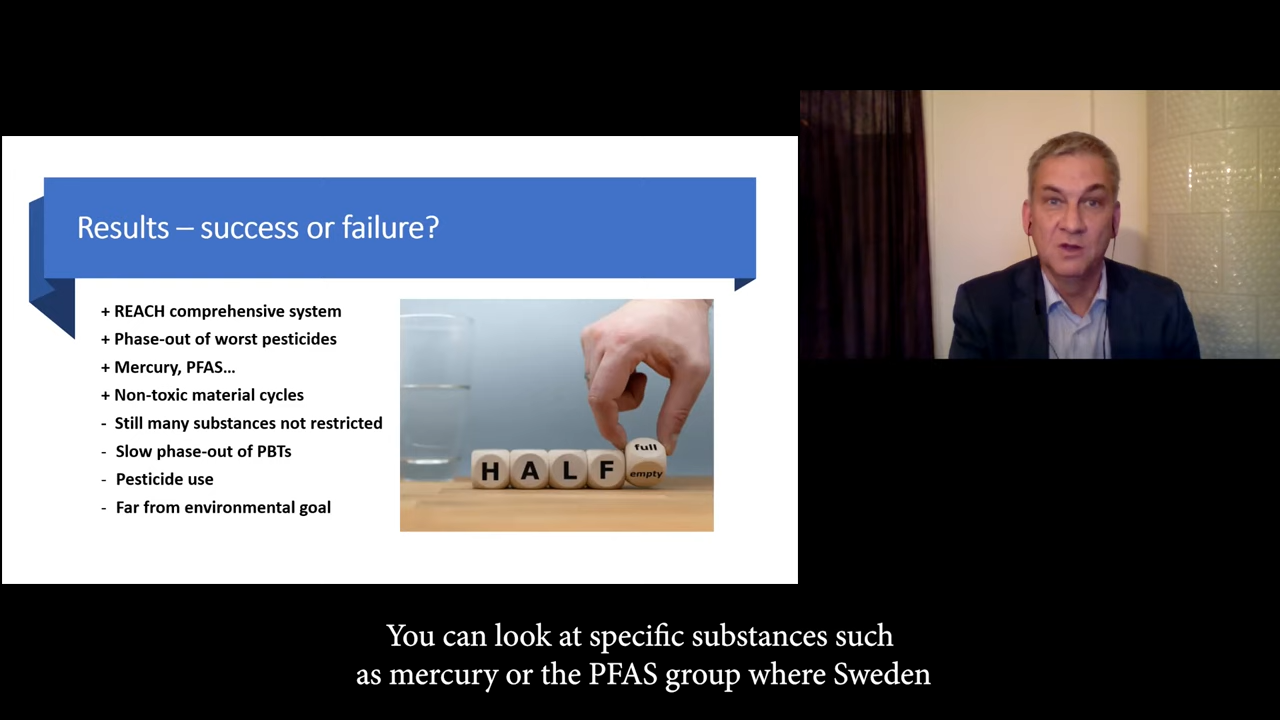 Results – success or failure?
+ REACH comprehensive system
+ Phase-out of worst pesticides
+ Mercury, PFAS...
+ Non-toxic material cycles
- Still many substances not restricted
- Slow phase-out of PBTs
- Pesticide use
- Far from environmental goal
full
HALF
empty
You can look at specific substances such
as mercury or the PFAS group where Sweden